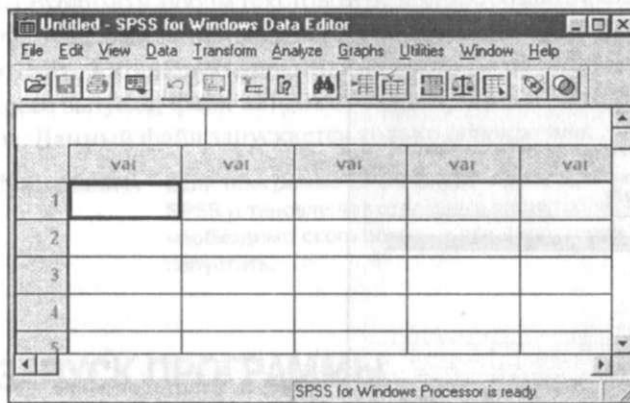 Untitled - SPSS for Windows Data Editor
File Edit View Data Transform Analyze Graphs Utilities Window Help
var var var var var
1
2
3
4
5
SPSS for Windows Processor is ready